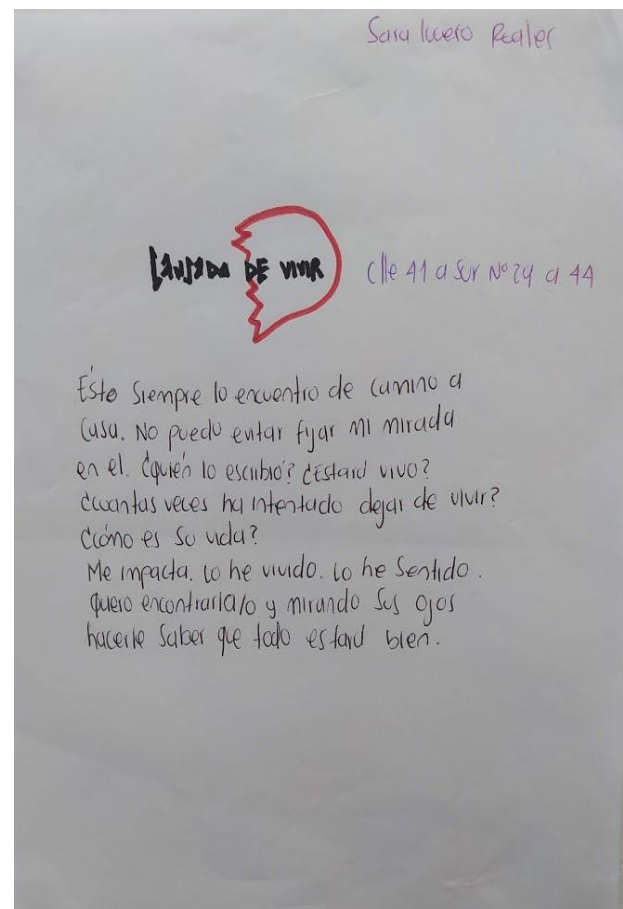 Sara lucero Reales
CANSADA DE VIVIR
Clle 41 a Sur Nº 29 a 44
Éste siempre lo encuentro de camino a
casa. No puedo evitar fijar mi mirada
en el. ¿Quién lo escribió? ¿Estará vivo?
¿Cuantas veces ha intentado dejar de vivir?
¿Cómo es su vida?
Me impacta. Lo he vivido. Lo he sentido.
Quiero encontrarla/o y mirando sus ojos
hacerle saber que todo estará bien.